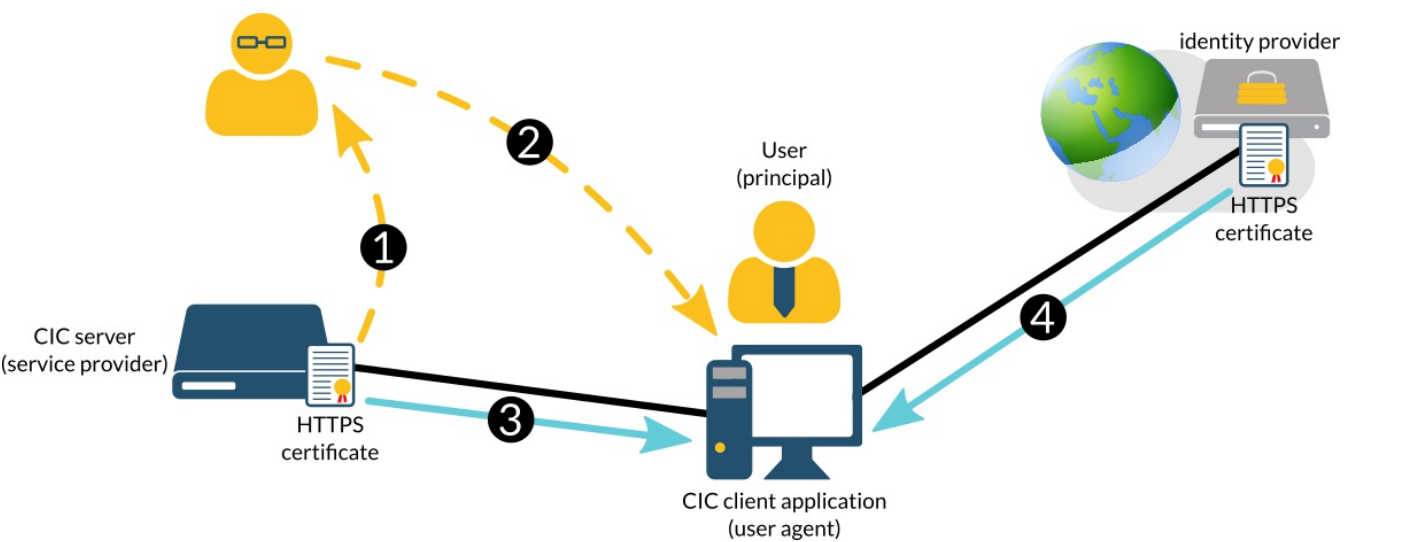 identity provider
2
User
(principal)
HTTPS
certificate
1
4
CIC server
(service provider)
HTTPS
certificate
3
CIC client application
(user agent)